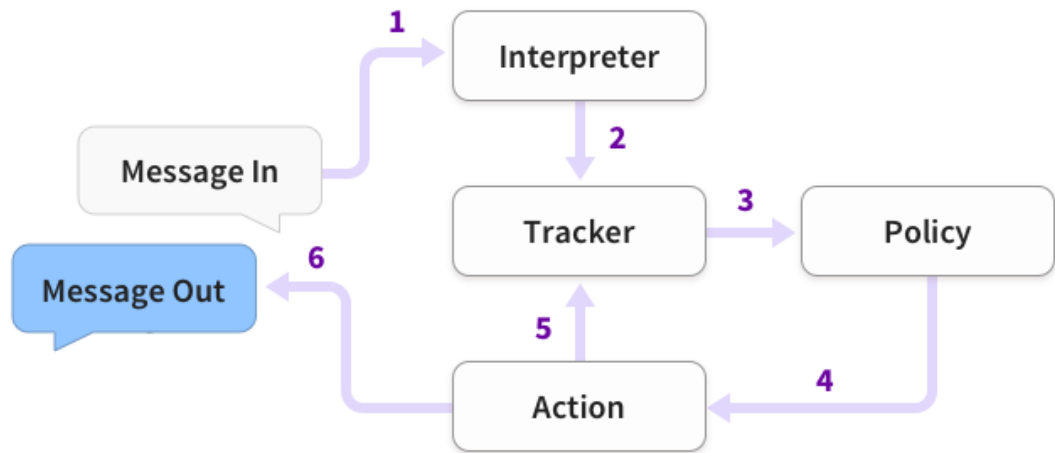 1
Interpreter
2
Message In
Tracker
3
Policy
6
Message Out
5
4
Action